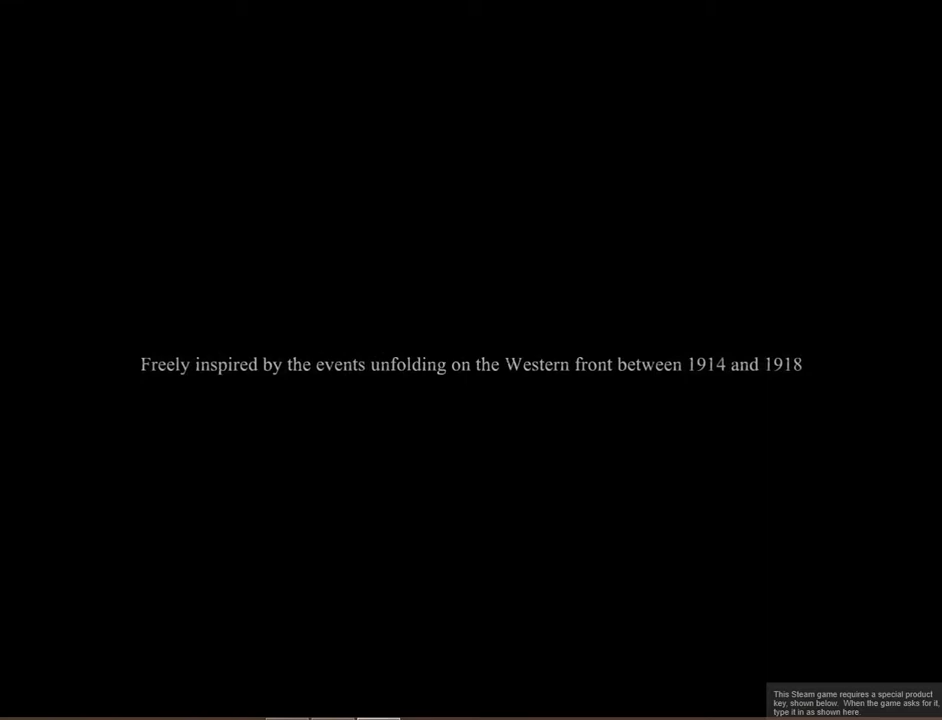 Freely inspired by the events unfolding on the Western front between 1914 and 1918
This Steam game requires a special product
key, shown below. When the game asks for it,
type it in as shown here.